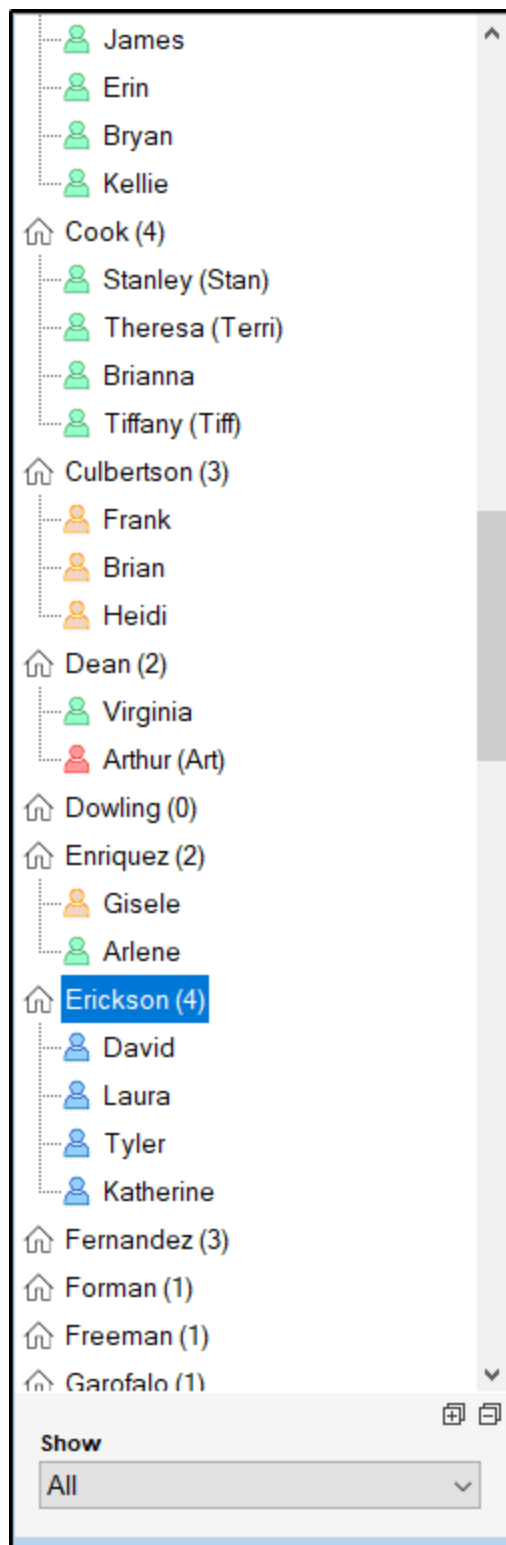 James
Erin
Bryan
Kellie
Cook (4)
Stanley (Stan)
Theresa (Terri)
Brianna
Tiffany (Tiff)
Culbertson (3)
Frank
Brian
Heidi
Dean (2)
Virginia
Arthur (Art)
Dowling (0)
Enriquez (2)
Gisele
Arlene
Erickson (4)
David
Laura
Tyler
Katherine
Fernandez (3)
Forman (1)
Freeman (1)
Garofalo (1)
Show
All